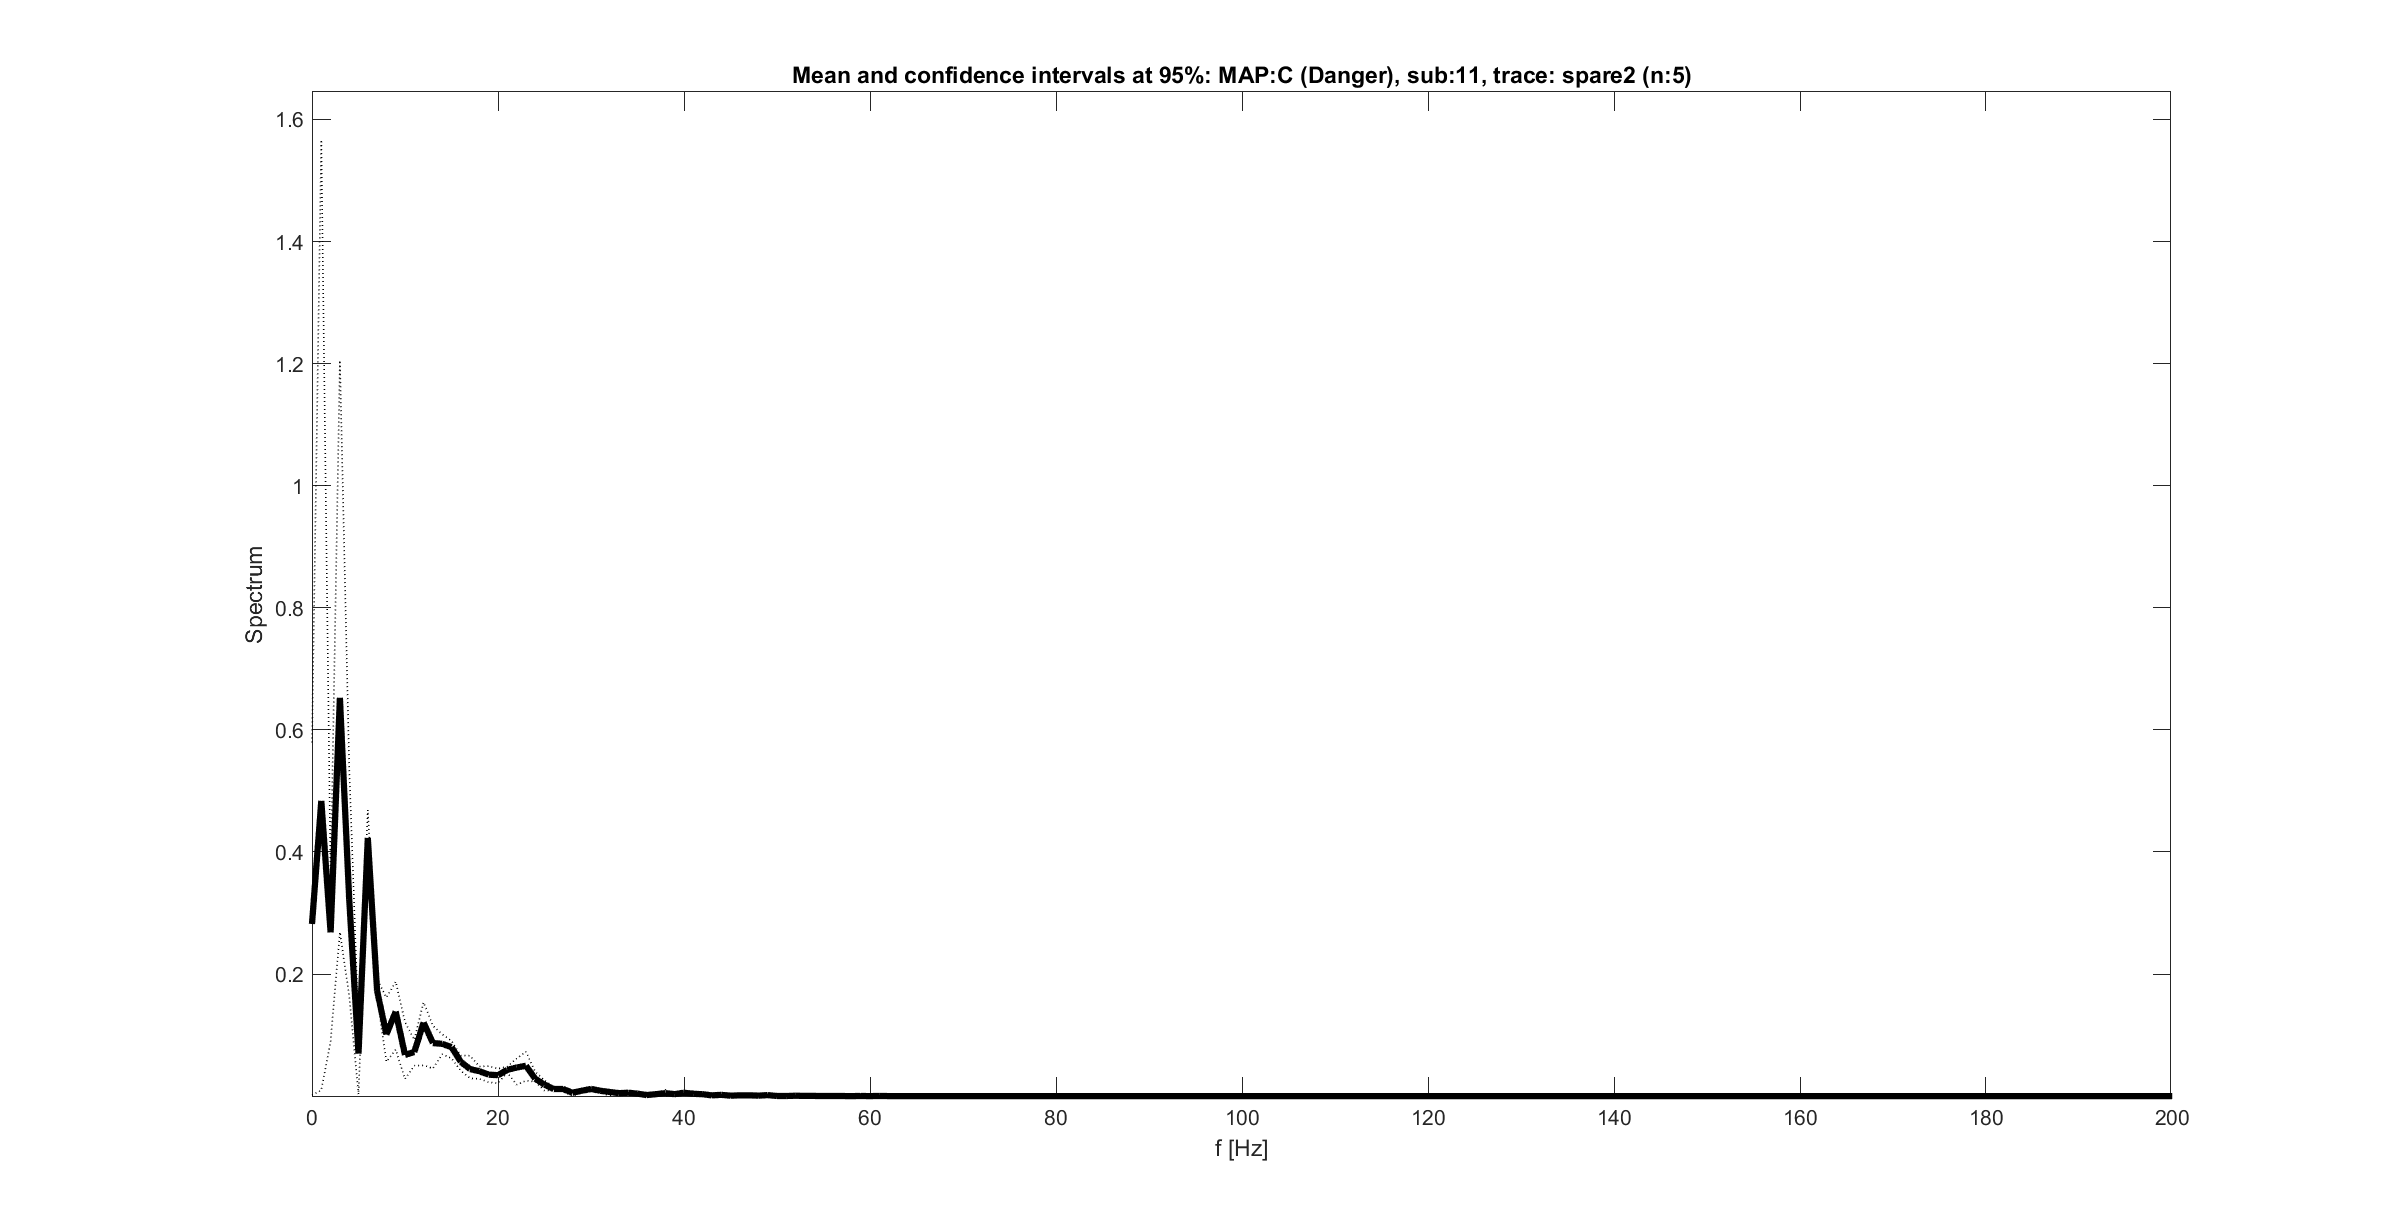 Mean and confidence intervals at 95%: MAP:C (Danger), sub:11, trace: spare2 (n:5)
1.6
1.4
1.2
1
0.8
0.6
0.4
0.2
Spectrum
0 20 40 60 80 100 120 140 160 180 200
f [Hz]